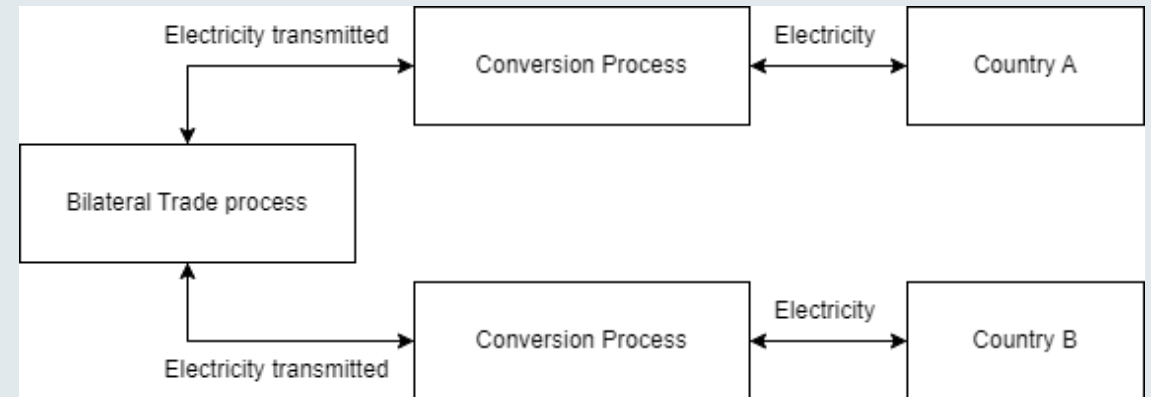 Electricity transmitted
Electricity
Conversion Process
Country A
Bilateral Trade process
Electricity
Conversion Process
Country B
Electricity transmitted